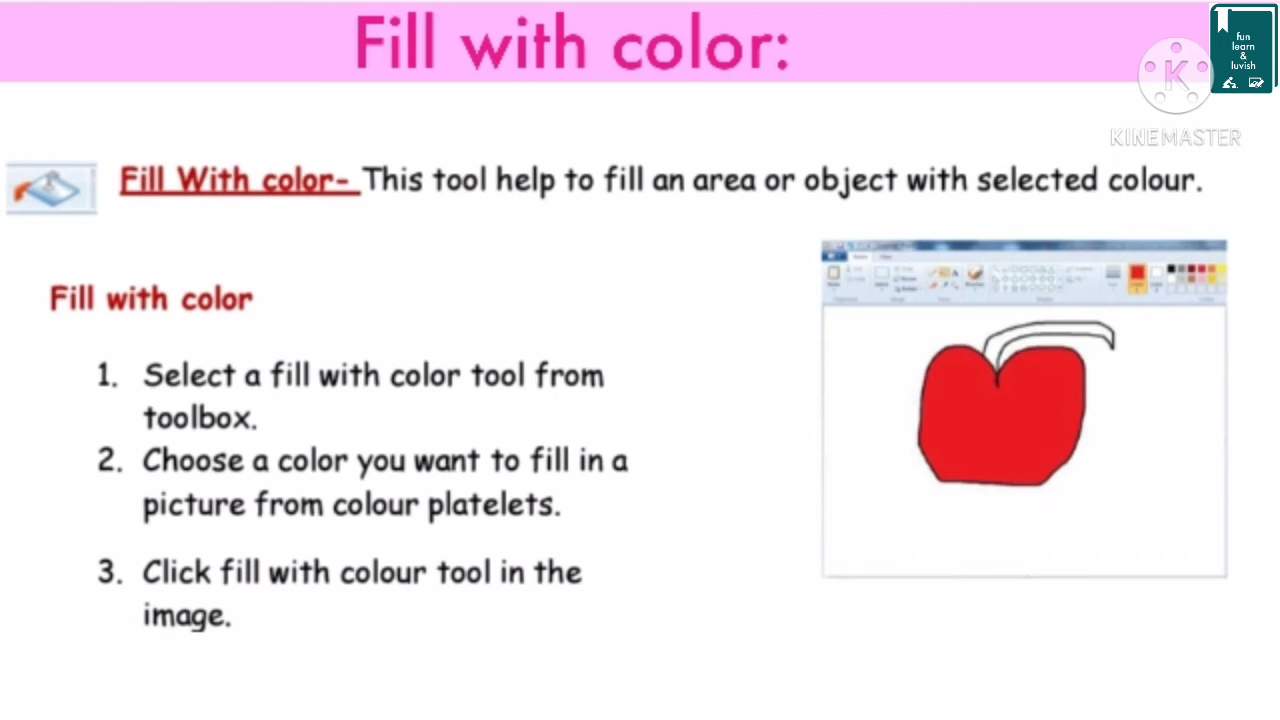 Fill with color:
fun
learn
&
luvish
K
KINEMASTER
Fill With color- This tool help to fill an area or object with selected colour.
Fill with color
1. Select a fill with color tool from
toolbox.
2. Choose a color you want to fill in a
picture from colour platelets.
3. Click fill with colour tool in the
image.